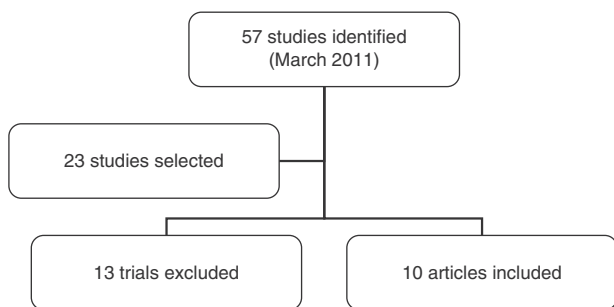 57 studies identified
(March 2011)
23 studies selected
13 trials excluded
10 articles included